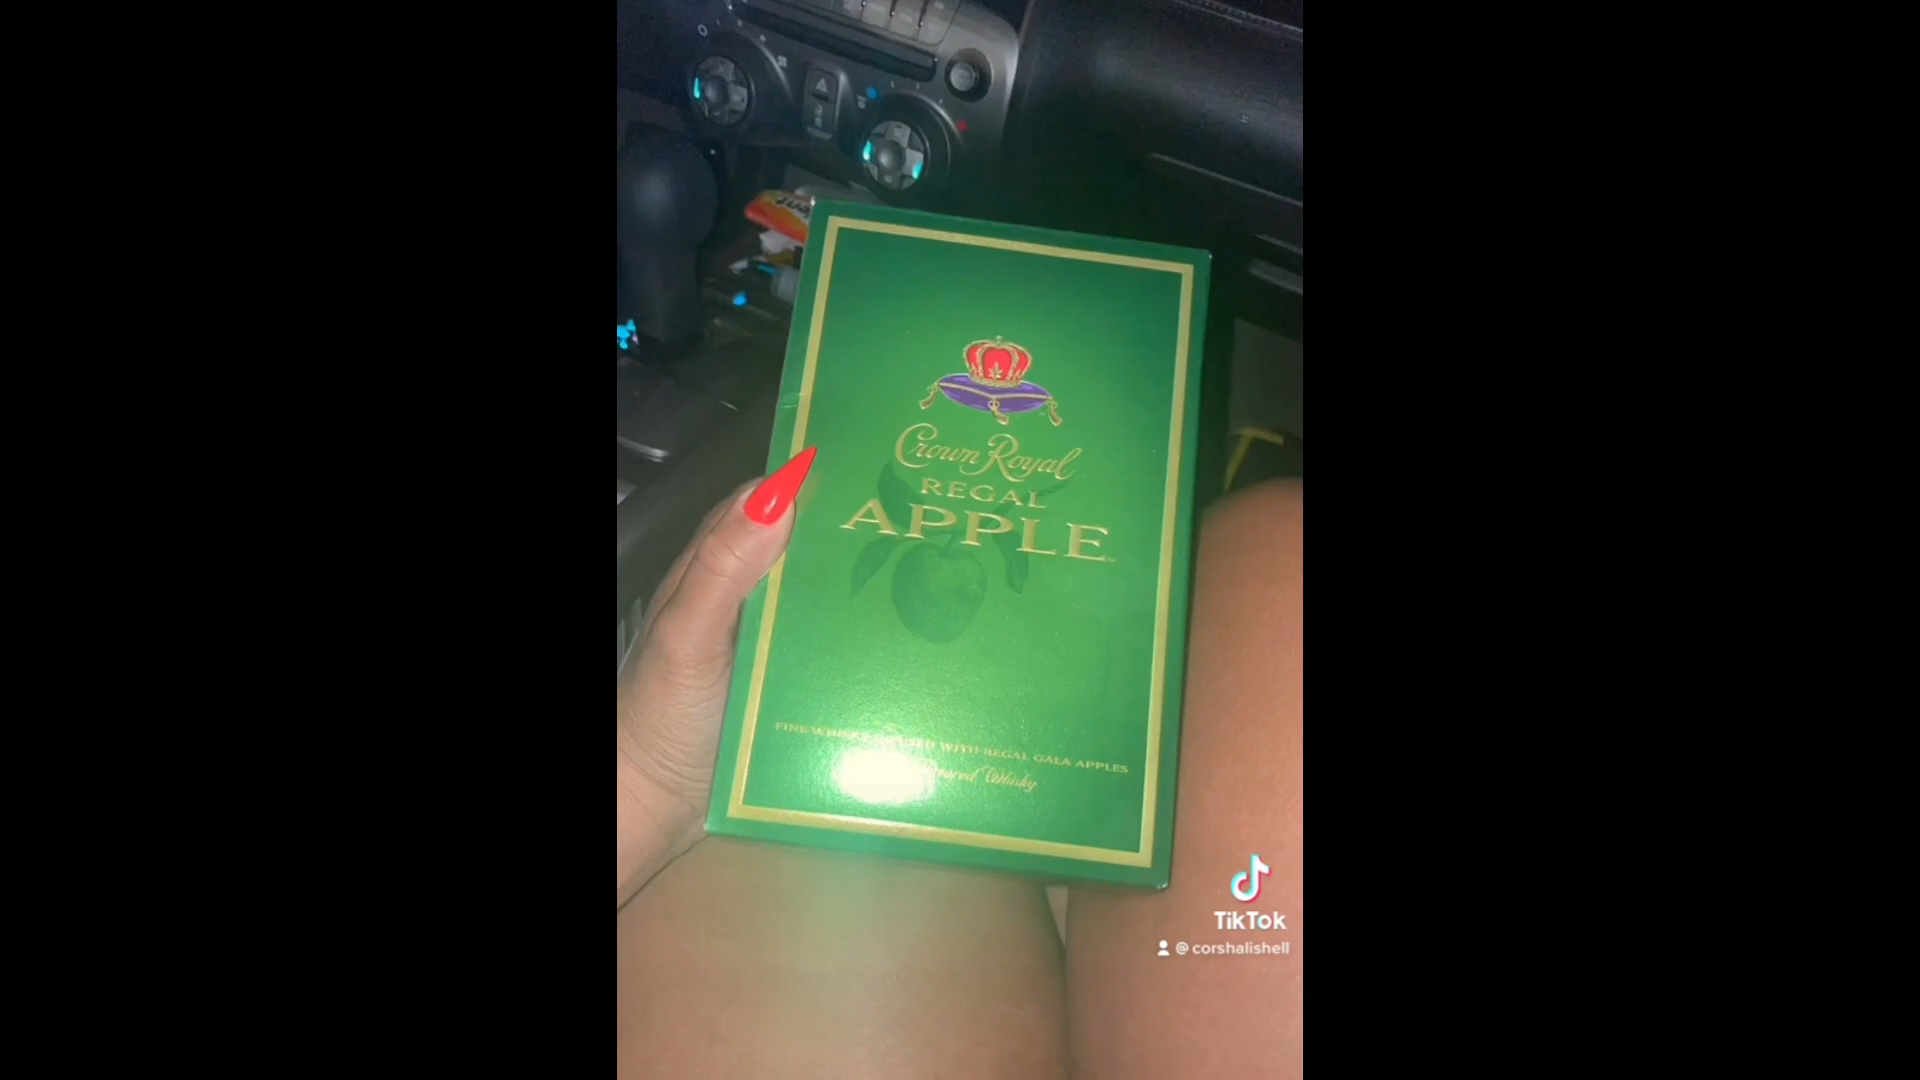 Crown Royal
REGAL
APPLE
FINE WHISKY INFUSED WITH REGAL GALA APPLES
Whisky
TikTok
@corshalishell